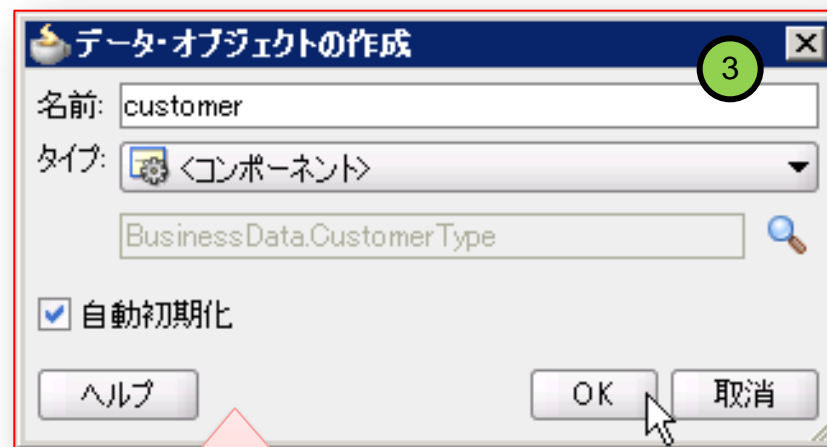 データ・オブジェクトの作成
3
名前: customer
タイプ: <コンポーネント>
BusinessData.CustomerType
自動初期化
ヘルプ OK 取消